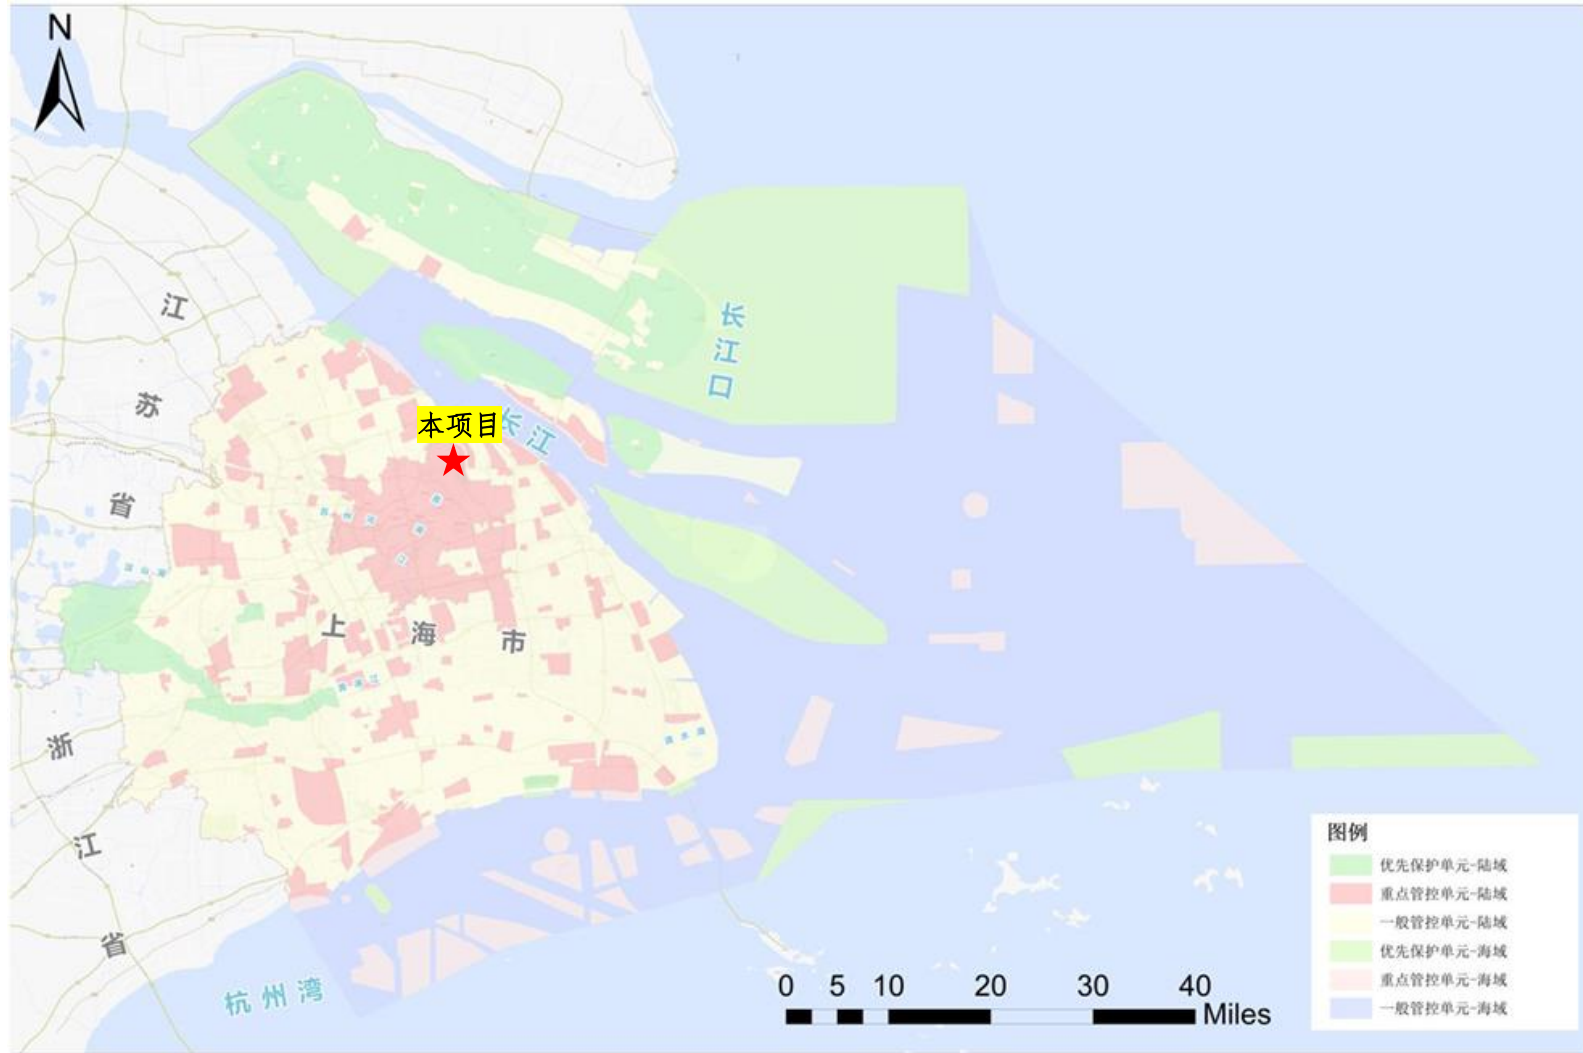 N
江
苏
省
浙
江
省
长江口
本项目
长江
上海市
黄浦江
杭州湾
图例
优先保护单元-陆域
重点管控单元-陆域
一般管控单元-陆域
优先保护单元-海域
重点管控单元-海域
一般管控单元-海域
0 5 10 20 30 40
Miles